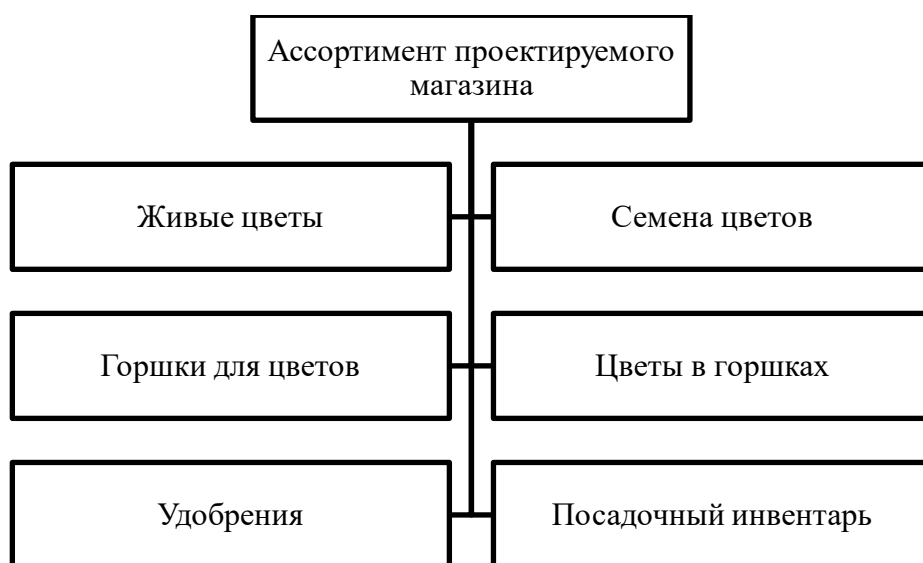 Ассортимент проектируемого
магазина
Живые цветы
Семена цветов
Горшки для цветов
Цветы в горшках
Удобрения
Посадочный инвентарь